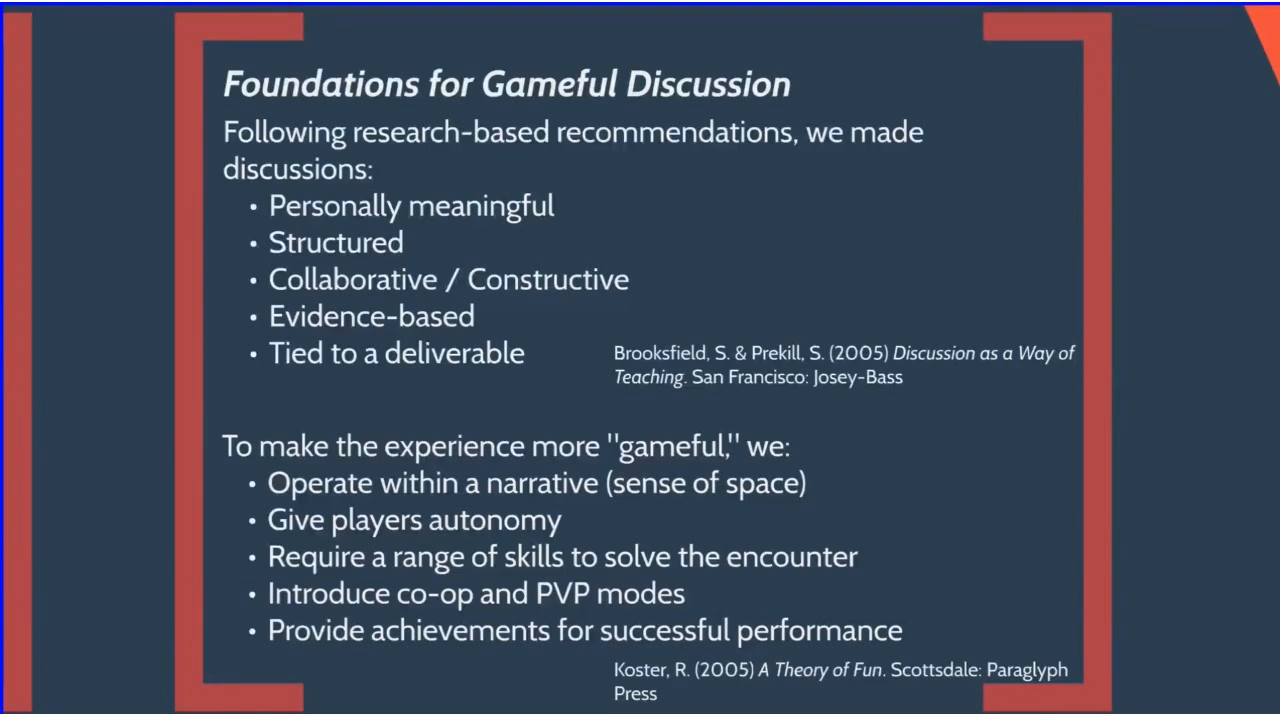 Foundations for Gameful Discussion
Following research-based recommendations, we made
discussions:
• Personally meaningful
• Structured
• Collaborative / Constructive
• Evidence-based
• Tied to a deliverable
Brooksfield, S. & Prekill, S. (2005) Discussion as a Way of
Teaching. San Francisco: Josey-Bass
To make the experience more "gameful," we:
• Operate within a narrative (sense of space)
• Give players autonomy
• Require a range of skills to solve the encounter
• Introduce co-op and PVP modes
• Provide achievements for successful performance
Koster, R. (2005) A Theory of Fun. Scottsdale: Paraglyph
Press